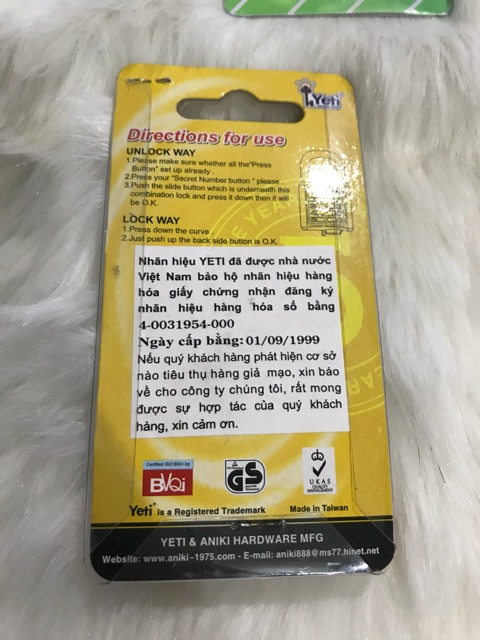 Yeti
Directions for use
UNLOCK WAY
1.Please make sure whether all the"Press
Button" set up already .
2.Press your "Secret Number button " please .
3.Push the slide button which is underneath this
combination lock and press it down then it will
be O.K.
LOCK WAY
1.Press down the curve .
2.Just push up the back side button is O.K.
Nhãn hiệu YETI đã được nhà nước
Việt Nam bảo hộ nhãn hiệu hàng
hóa giấy chứng nhận đăng ký
nhãn hiệu hàng hóa số bằng
4-0031954-000
Ngày cấp bằng: 01/09/1999
Nếu quý khách hàng phát hiện cơ sở
nào tiêu thụ hàng giả mạo, xin báo
về cho công ty chúng tôi, rất mong
được sự hợp tác của quý khách
hàng, xin cảm ơn.
Certified ISO 9001 by
BVQi
GS
UKAS
QUALITY
MANAGEMENT
Yeti is a Registered Trademark Made in Taiwan
YETI & ANIKI HARDWARE MFG
Website: www.aniki-1975.com - E-mail: aniki888@ms77.hinet.net